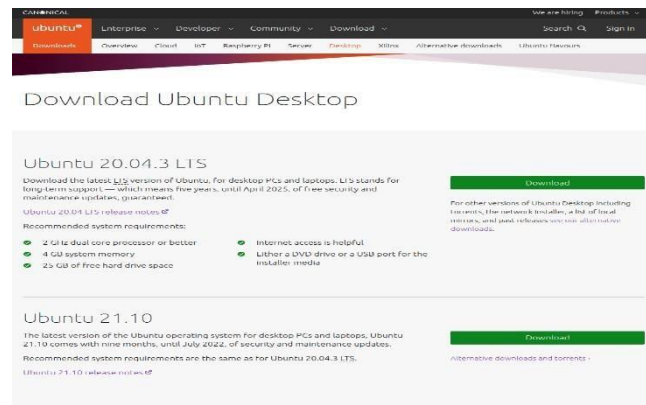 CANONICAL
We are hiring Products
ubuntu® Enterprise Developer Community Download Search Sign in
Downloads Overview Cloud IoT Raspberry Pi Server Desktop Xilinx Alternative downloads Ubuntu flavours
Download Ubuntu Desktop
Ubuntu 20.04.3 LTS
Download the latest LTS version of Ubuntu, for desktop PCs and laptops. LTS stands for
long-term support — which means five years, until April 2025, of free security and
maintenance updates, guaranteed.
Ubuntu 20.04 LTS release notes
Recommended system requirements:
2 GHz dual core processor or better
4 GB system memory
25 GB of free hard drive space
Internet access is helpful
Either a DVD drive or a USB port for the
installer media
Download
For other versions of Ubuntu Desktop including
torrents, the network installer, a list of local
mirrors, and past releases see our alternative
downloads.
Ubuntu 21.10
The latest version of the Ubuntu operating system for desktop PCs and laptops, Ubuntu
21.10 comes with nine months, until July 2022, of security and maintenance updates.
Recommended system requirements are the same as for Ubuntu 20.04.3 LTS.
Ubuntu 21.10 release notes
Download
Alternative downloads and torrents ›